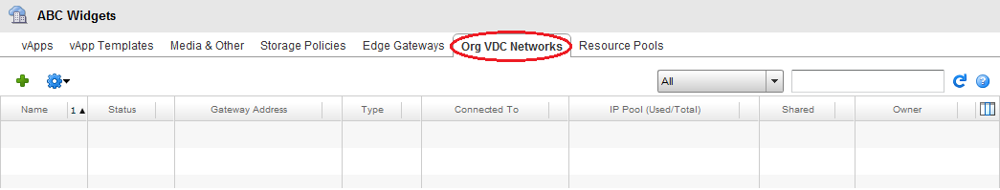 ABC Widgets
vApps vApp Templates Media & Other Storage Policies Edge Gateways Org VDC Networks Resource Pools
All
Name 1 Status Gateway Address Type Connected To IP Pool (Used/Total) Shared Owner